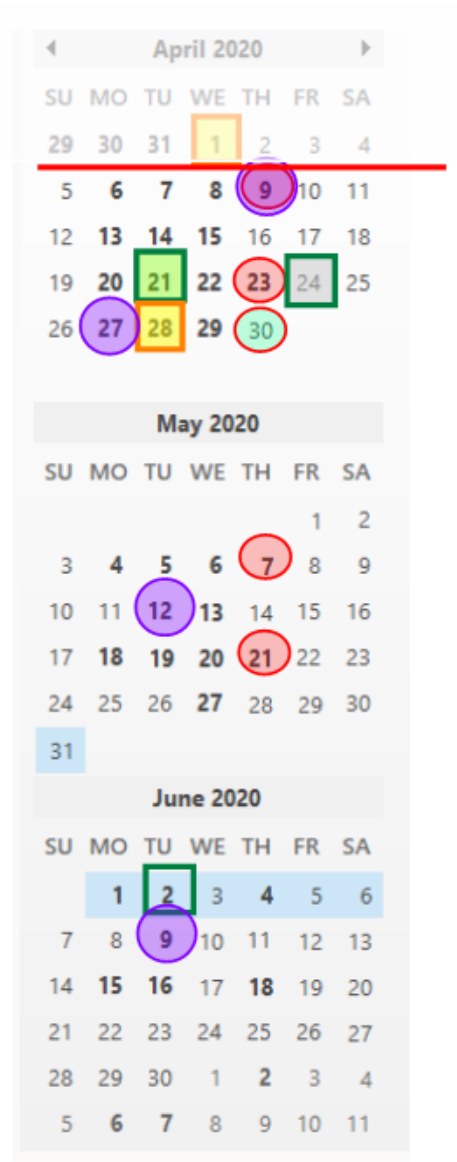 April 2020
SU MO TU WE TH FR SA
29 30 31 1 2 3 4
5 6 7 8 9 10 11
12 13 14 15 16 17 18
19 20 21 22 23 24 25
26 27 28 29 30
May 2020
SU MO TU WE TH FR SA
1 2
3 4 5 6 7 8 9
10 11 12 13 14 15 16
17 18 19 20 21 22 23
24 25 26 27 28 29 30
31
June 2020
SU MO TU WE TH FR SA
1 2 3 4 5 6
7 8 9 10 11 12 13
14 15 16 17 18 19 20
21 22 23 24 25 26 27
28 29 30 1 2 3 4
5 6 7 8 9 10 11